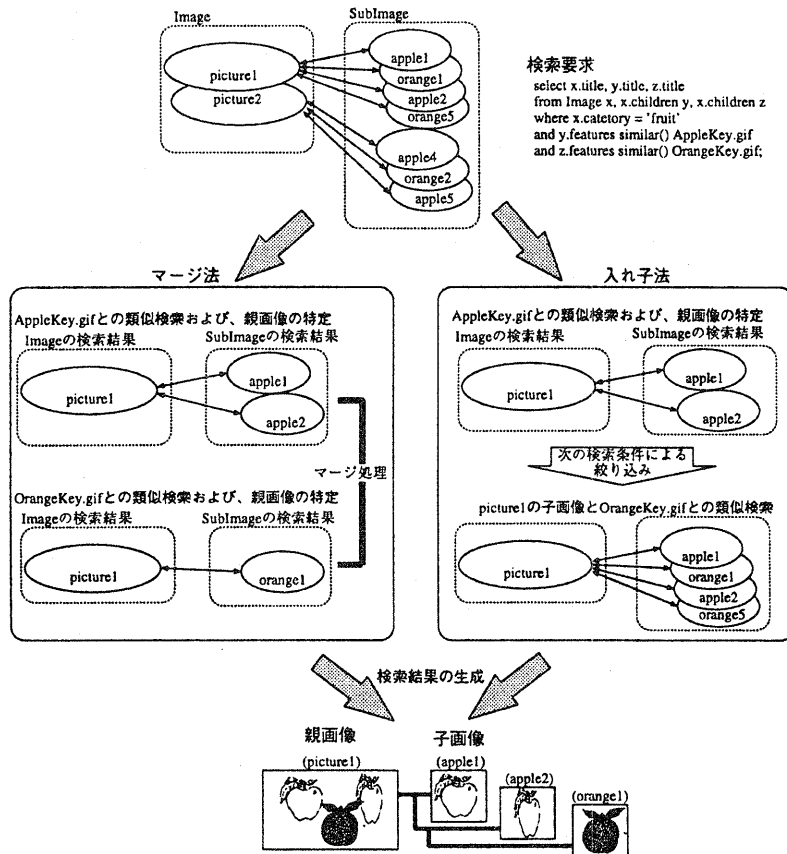 Image
SubImage
picture1
picture2
apple1
orange1
apple2
orange5
apple4
orange2
apple5
検索要求
select x.title, y.title, z.title
from Image x, x.children y, x.children z
where x.catetory = 'fruit'
and y.features similar() AppleKey.gif
and z.features similar() OrangeKey.gif;
マージ法
AppleKey.gifとの類似検索および、親画像の特定
Imageの検索結果
SubImageの検索結果
picture1
apple1
apple2
マージ処理
OrangeKey.gifとの類似検索および、親画像の特定
Imageの検索結果
SubImageの検索結果
picture1
orange1
入れ子法
AppleKey.gifとの類似検索および、親画像の特定
Imageの検索結果
SubImageの検索結果
picture1
apple1
apple2
次の検索条件による
絞り込み
picture1の子画像とOrangeKey.gifとの類似検索
picture1
apple1
orange1
apple2
orange5
検索結果の生成
親画像
子画像
(picture1)
(apple1)
(apple2)
(orange1)